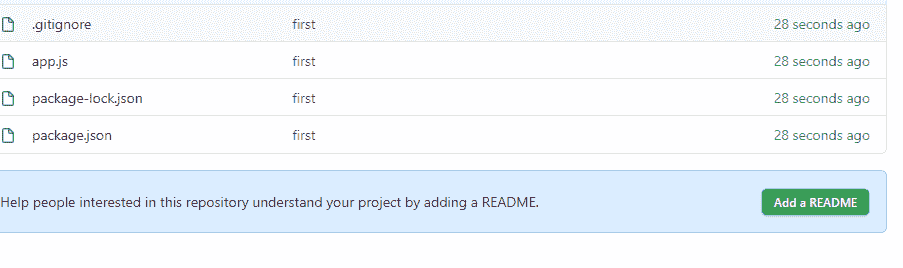 .gitignore first 28 seconds ago
app.js first 28 seconds ago
package-lock.json first 28 seconds ago
package.json first 28 seconds ago
Help people interested in this repository understand your project by adding a README. Add a README